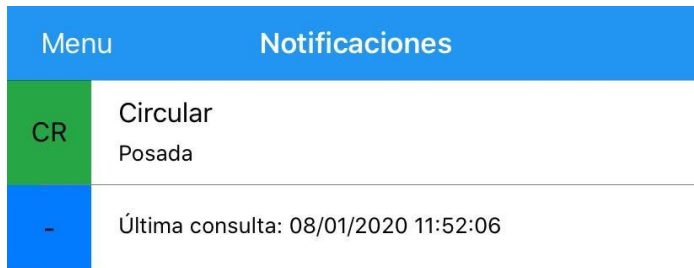 Menu Notificaciones
CR Circular
Posada
- Última consulta: 08/01/2020 11:52:06